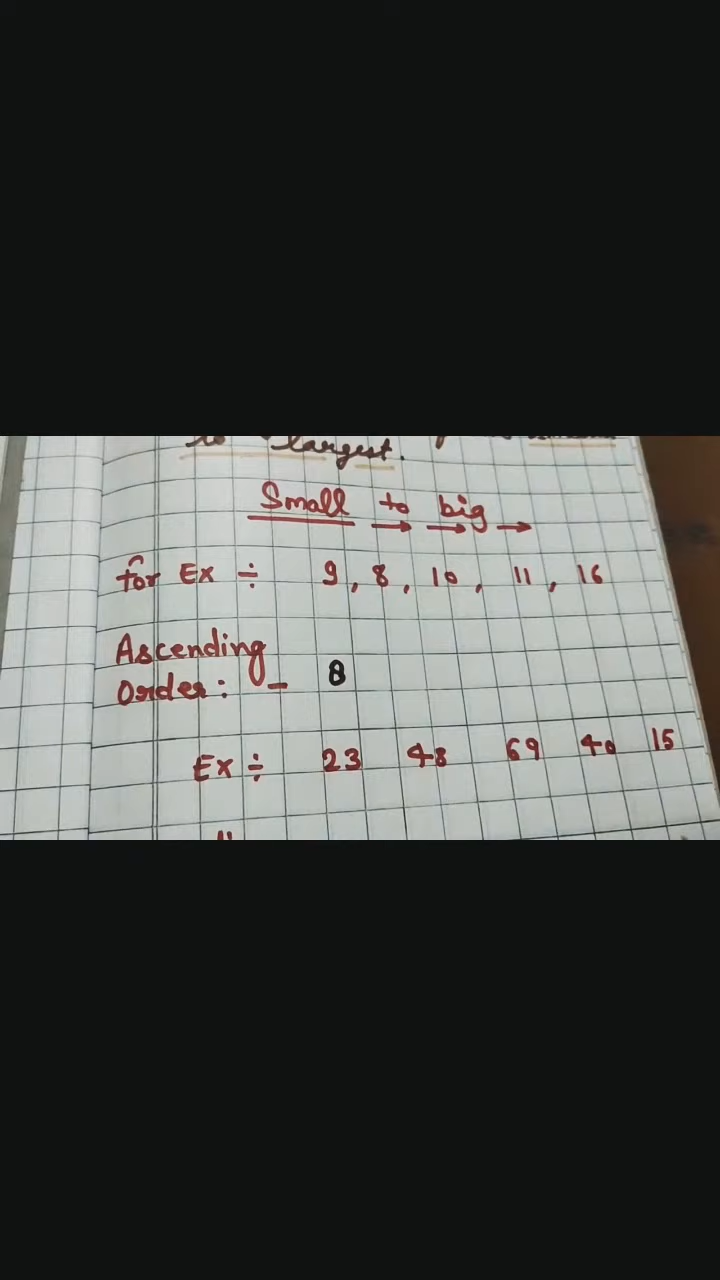 to largest.
Small to big
for Ex ÷ 9, 8, 10, 11, 16
Ascending
Order: - 8
Ex ÷ 23 48 69 40 15